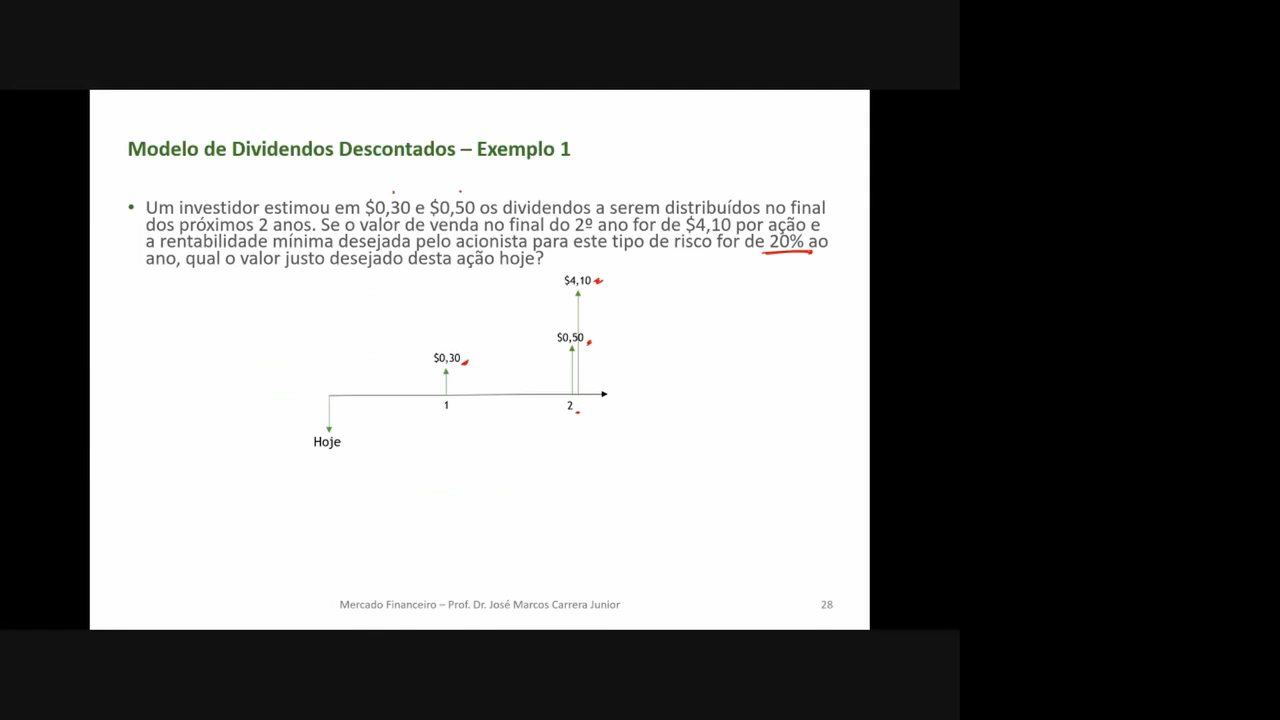 Modelo de Dividendos Descontados – Exemplo 1
• Um investidor estimou em $0,30 e $0,50 os dividendos a serem distribuídos no final
dos próximos 2 anos. Se o valor de venda no final do 2º ano for de $4,10 por ação e
a rentabilidade mínima desejada pelo acionista para este tipo de risco for de 20% ao
ano, qual o valor justo desejado desta ação hoje?
$4,10
$0,50
$0,30
1
2
Hoje
Mercado Financeiro – Prof. Dr. José Marcos Carrera Junior
28